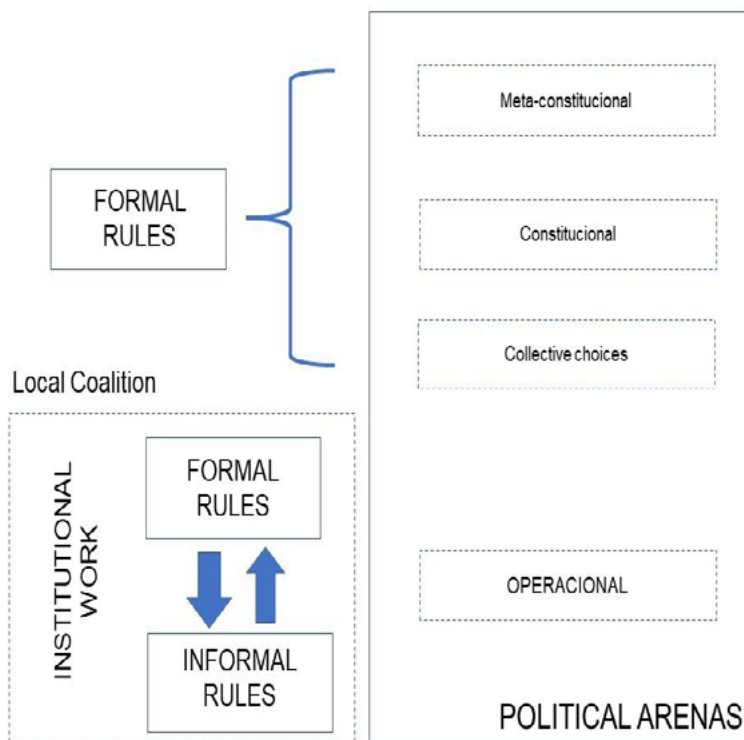 Meta-constitucional
FORMAL
RULES
Constitucional
Collective choices
Local Coalition
INSTITUTIONAL
WORK
FORMAL
RULES
INFORMAL
RULES
OPERACIONAL
POLITICAL ARENAS